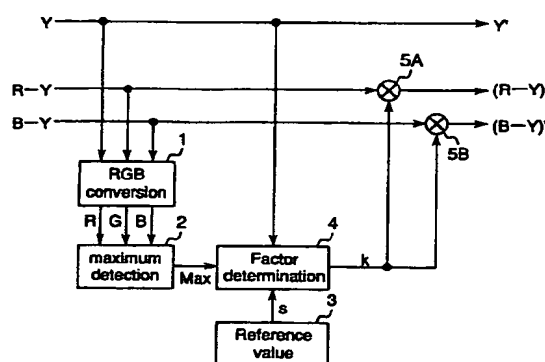 Y Y'
5A
R—Y (R—Y)'
B—Y (B—Y)'
5B
1
RGB
conversion
R G B 2 4
maximum
detection
Max
Factor
determination
k
s 3
Reference
value